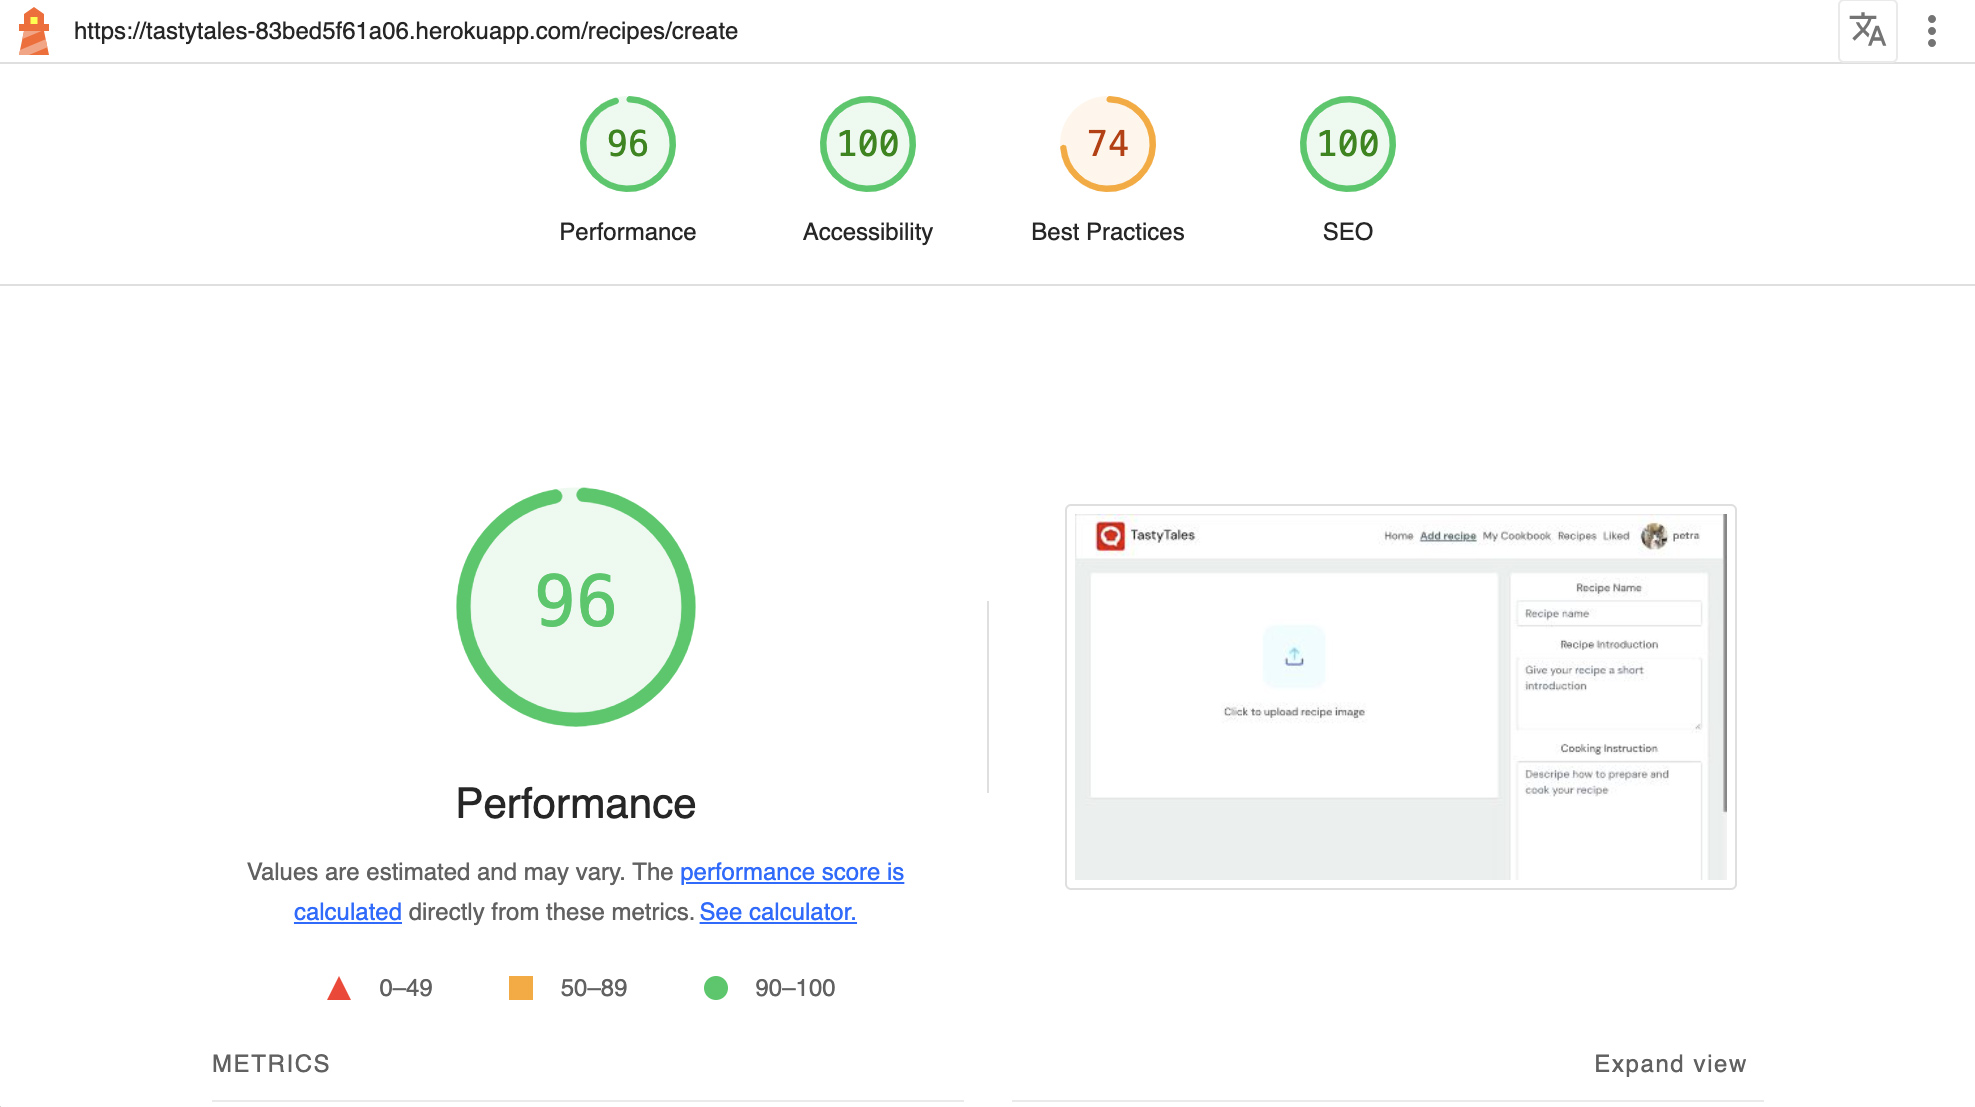 https://tastytales-83bed5f61a06.herokuapp.com/recipes/create
96
100
74
100
Performance
Accessibility
Best Practices
SEO
96
Performance
Values are estimated and may vary. The performance score is
calculated directly from these metrics. See calculator.
0–49
50–89
90–100
TastyTales
Home Add recipe My Cookbook Recipes Liked petra
Click to upload recipe image
Recipe Name
Recipe name
Recipe Introduction
Give your recipe a short
introduction
Cooking Instruction
Descripe how to prepare and
cook your recipe
METRICS
Expand view